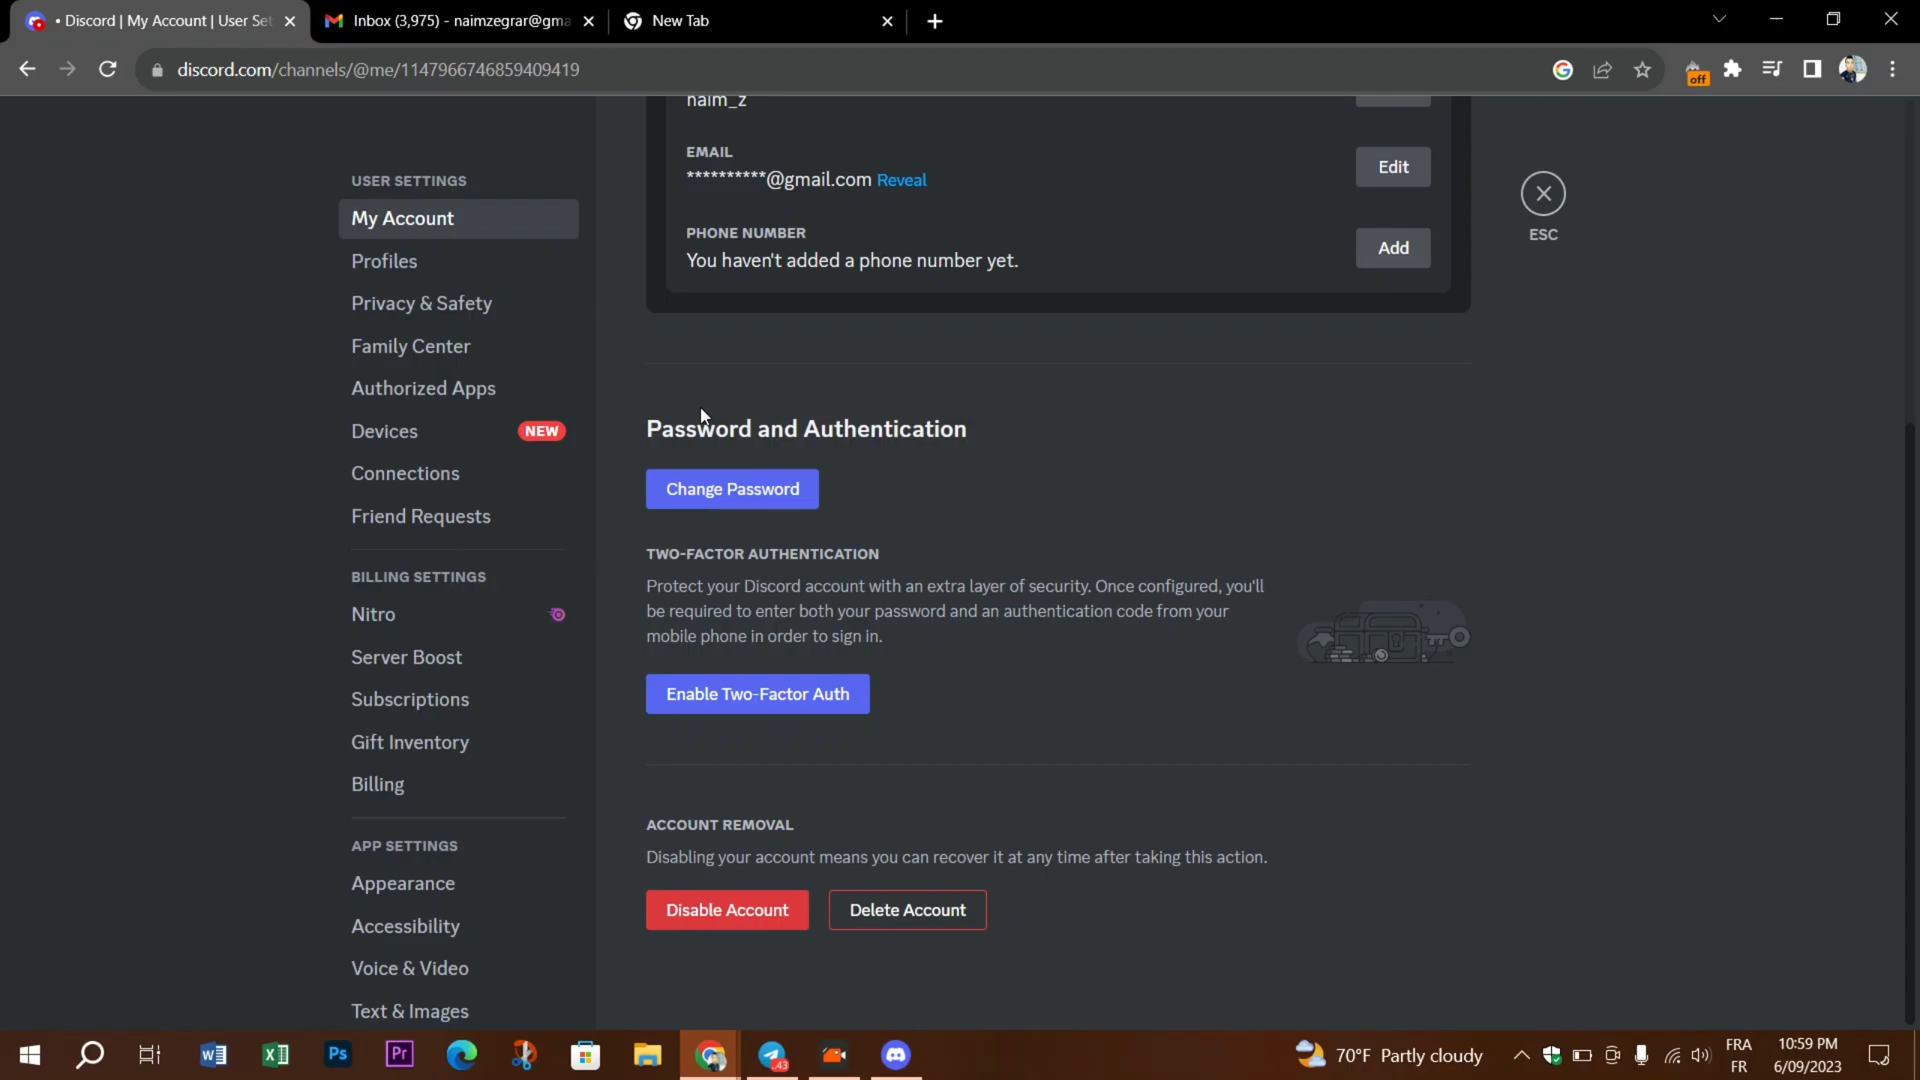 • Discord | My Account | User Set
Inbox (3,975) - naimzegrar@gma
New Tab
discord.com/channels/@me/1147966746859409419
off
naim_z
EMAIL
**********@gmail.com Reveal
Edit
PHONE NUMBER
You haven't added a phone number yet.
Add
ESC
USER SETTINGS
My Account
Profiles
Privacy & Safety
Family Center
Authorized Apps
Devices
NEW
Connections
Friend Requests
BILLING SETTINGS
Nitro
Server Boost
Subscriptions
Gift Inventory
Billing
APP SETTINGS
Appearance
Accessibility
Voice & Video
Text & Images
Password and Authentication
Change Password
TWO-FACTOR AUTHENTICATION
Protect your Discord account with an extra layer of security. Once configured, you'll
be required to enter both your password and an authentication code from your
mobile phone in order to sign in.
Enable Two-Factor Auth
ACCOUNT REMOVAL
Disabling your account means you can recover it at any time after taking this action.
Disable Account
Delete Account
Ps
Pr
43
70°F Partly cloudy
FRA
FR
10:59 PM
6/09/2023